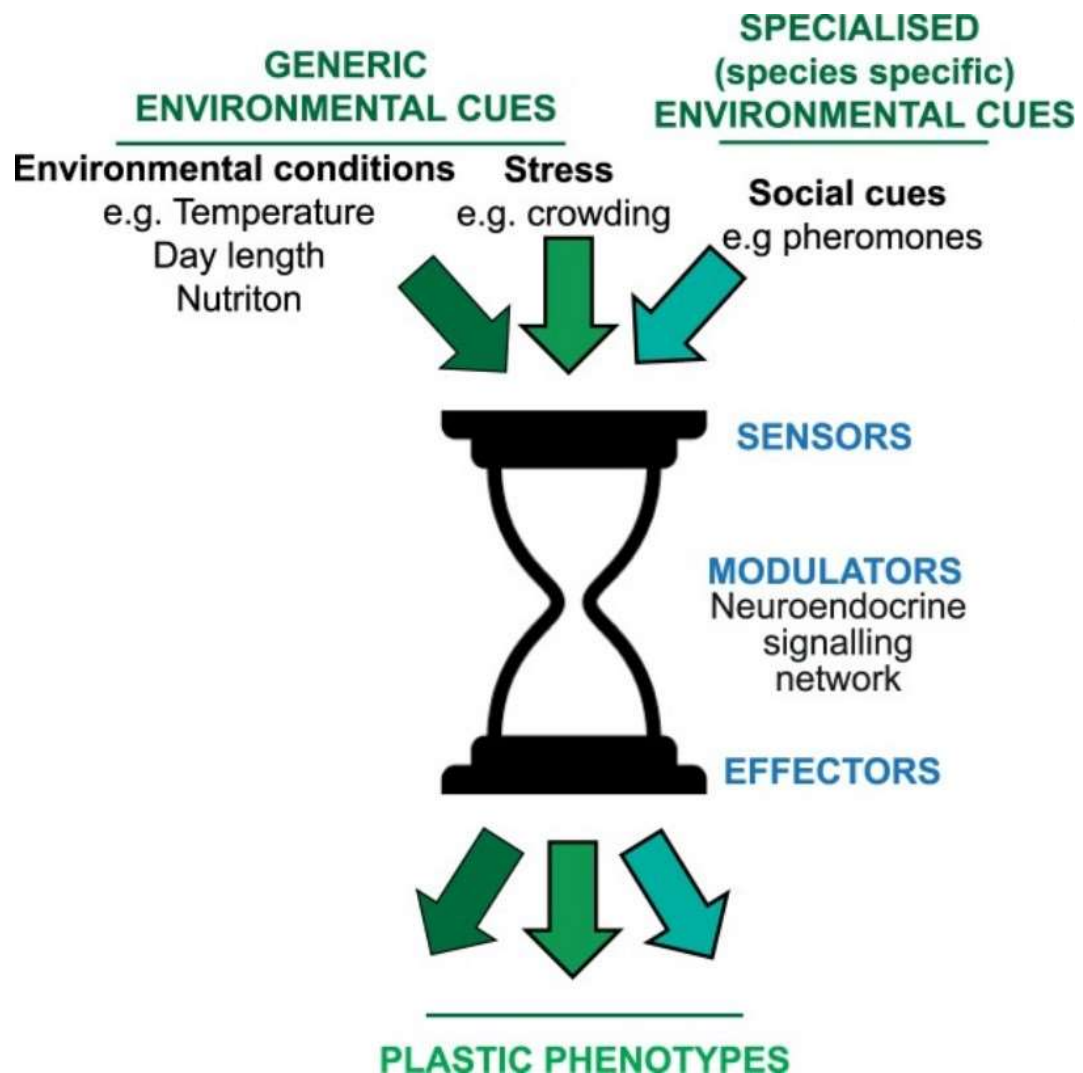 GENERIC
ENVIRONMENTAL CUES
SPECIALISED
(species specific)
ENVIRONMENTAL CUES
Environmental conditions
e.g. Temperature
Day length
Nutriton
Stress
e.g. crowding
Social cues
e.g pheromones
SENSORS
MODULATORS
Neuroendocrine
signalling
network
EFFECTORS
PLASTIC PHENOTYPES